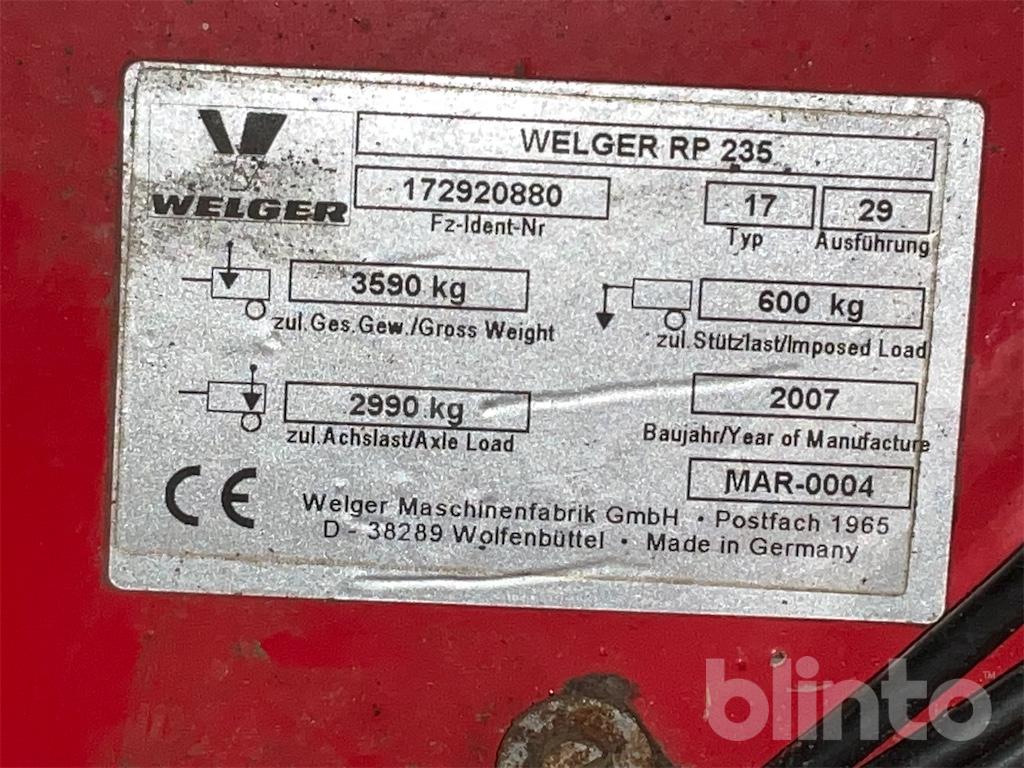 WELGER
WELGER RP 235
172920880
Fz-Ident-Nr
17
Typ
29
Ausführung
3590 kg
zul.Ges.Gew./Gross Weight
600 kg
zul.Stützlast/Imposed Load
2990 kg
zul.Achslast/Axle Load
2007
Baujahr/Year of Manufacture
MAR-0004
CE
Welger Maschinenfabrik GmbH · Postfach 1965
D - 38289 Wolfenbüttel · Made in Germany
blinto™